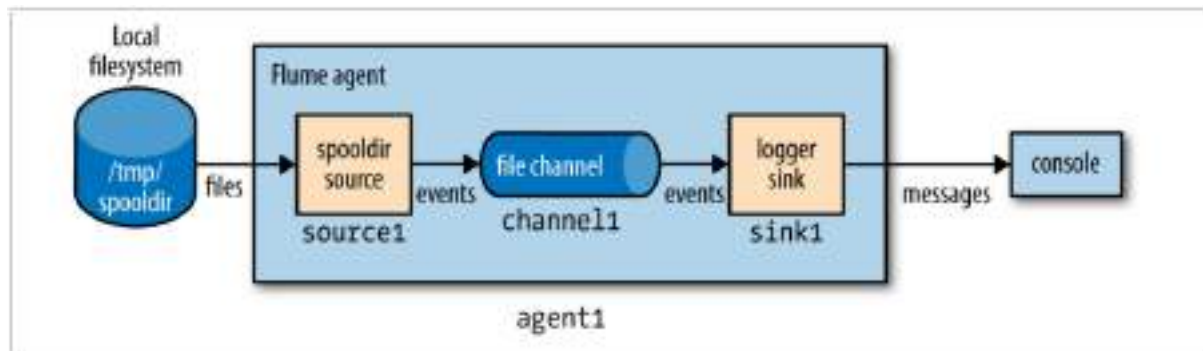 Local
filesystem
/tmp/
spooldir
files
Flume agent
spooldir
source
source1
events
file channel
channel1
events
logger
sink
sink1
messages
console
agent1